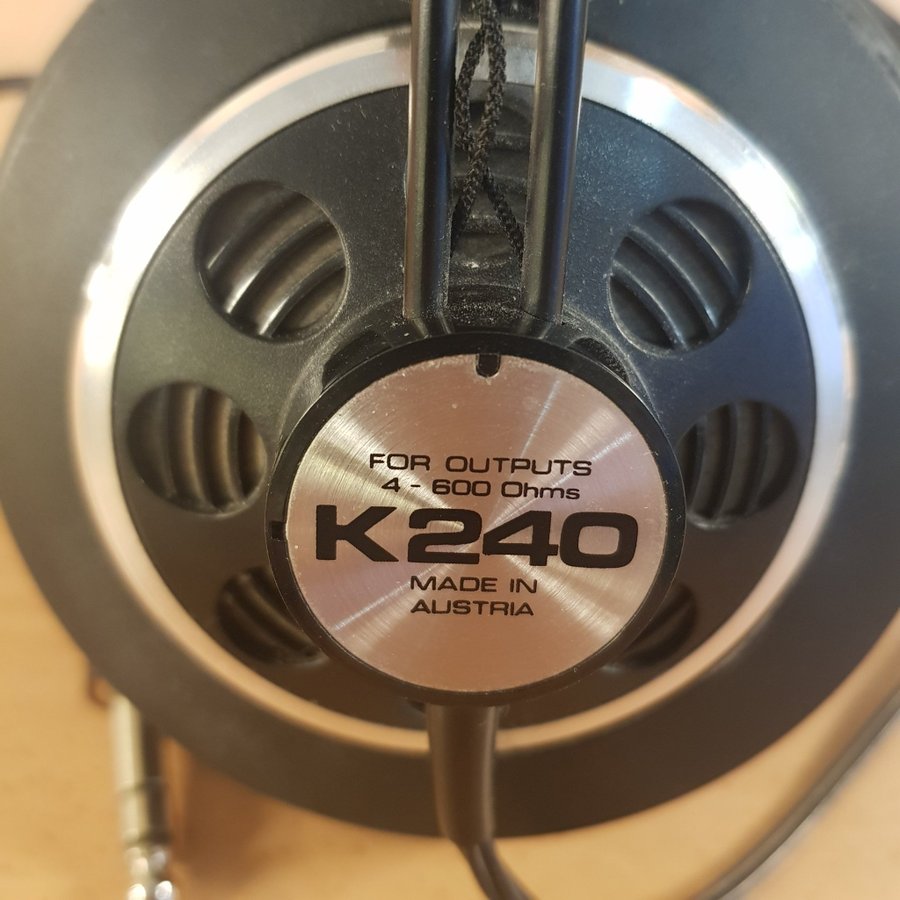 FOR OUTPUTS
4 - 600 Ohms
K240
MADE IN
AUSTRIA